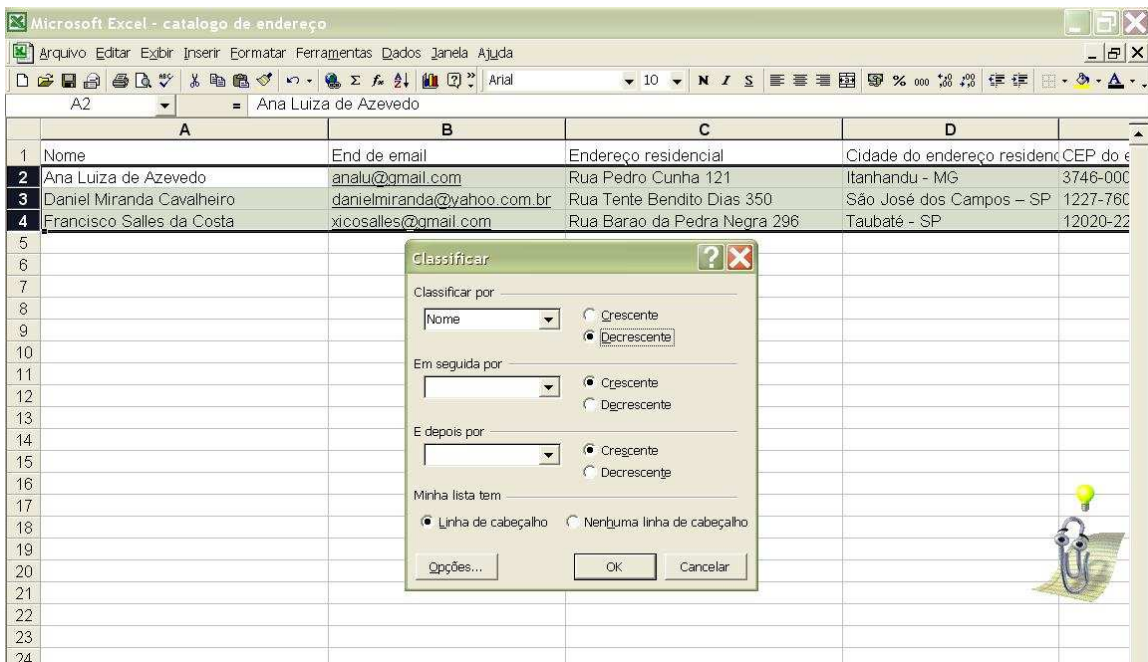 Microsoft Excel - catalogo de endereço
Arquivo Editar Exibir Inserir Formatar Ferramentas Dados Janela Ajuda
Arial 10 N I S % 000
A2 = Ana Luiza de Azevedo
A B C D
1 Nome End de email Endereço residencial Cidade do endereço residenc CEP do e
2 Ana Luiza de Azevedo analu@gmail.com Rua Pedro Cunha 121 Itanhandu - MG 3746-000
3 Daniel Miranda Cavalheiro danielmiranda@yahoo.com.br Rua Tente Bendito Dias 350 São José dos Campos – SP 1227-760
4 Francisco Salles da Costa xicosalles@gmail.com Rua Barao da Pedra Negra 296 Taubaté - SP 12020-22
5
6
7
8
9
10
11
12
13
14
15
16
17
18
19
20
21
22
23
24
Classificar
Classificar por
Nome
Crescente
Decrescente
Em seguida por
Crescente
Decrescente
E depois por
Crescente
Decrescente
Minha lista tem
Linha de cabeçalho Nenhuma linha de cabeçalho
Opções... OK Cancelar